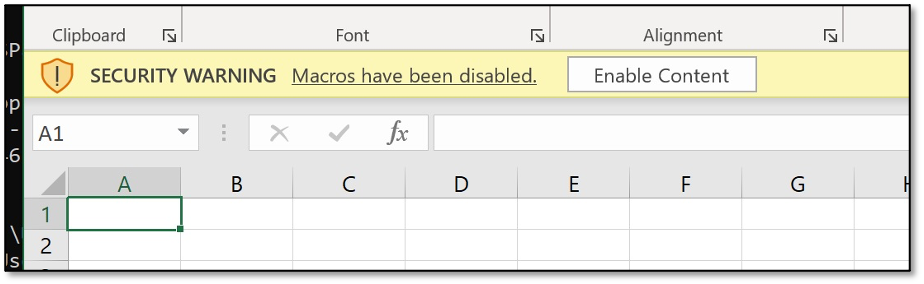 Clipboard Font Alignment
SECURITY WARNING Macros have been disabled. Enable Content
A1 fx
A B C D E F G
1
2